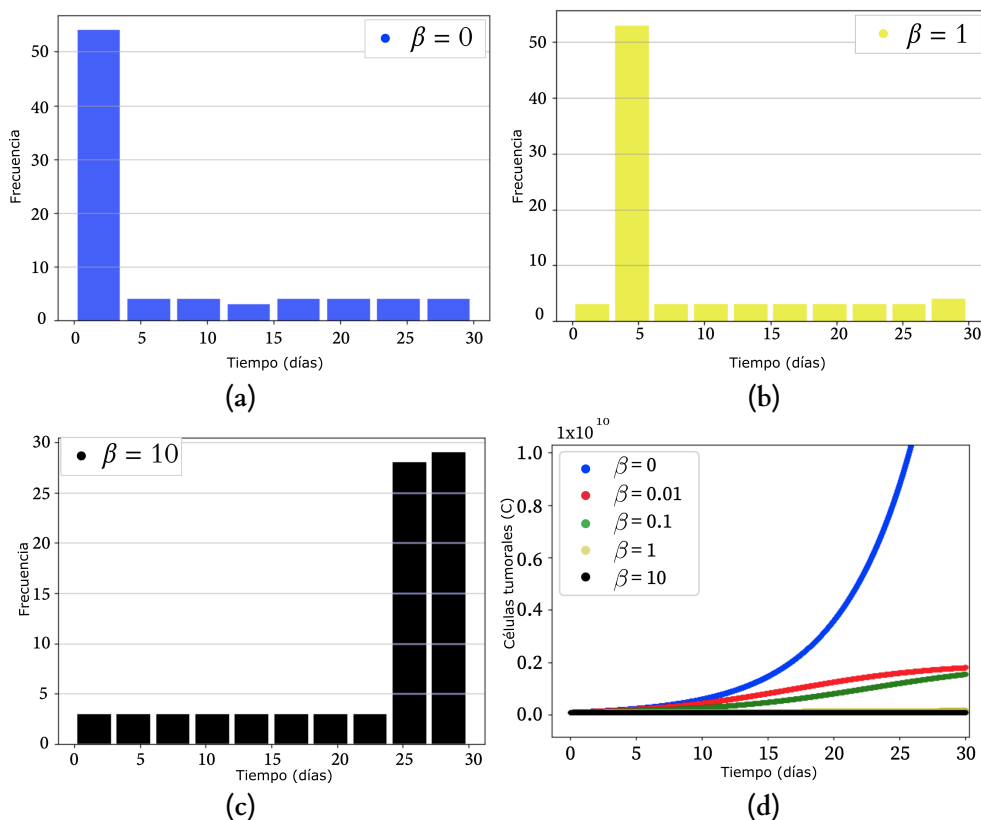 β = 0
50
40
30
20
10
0
Frecuencia
0 5 10 15 20 25 30
Tiempo (días)
(a)
β = 1
50
40
30
20
10
0
Frecuencia
0 5 10 15 20 25 30
Tiempo (días)
(b)
β = 10
30
25
20
15
10
5
0
Frecuencia
0 5 10 15 20 25 30
Tiempo (días)
(c)
1x10¹⁰
1.0
0.8
0.6
0.4
0.2
0.0
Células tumorales (C)
β = 0
β = 0.01
β = 0.1
β = 1
β = 10
0 5 10 15 20 25 30
Tiempo (días)
(d)